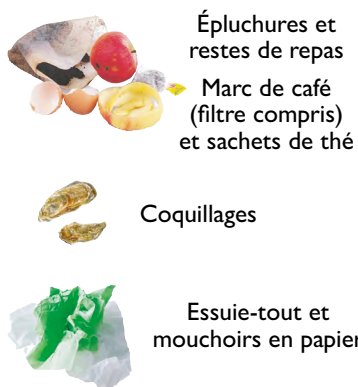 Épluchures et
restes de repas
Marc de café
(filtre compris)
et sachets de thé
Coquillages
Essuie-tout et
mouchoirs en papier